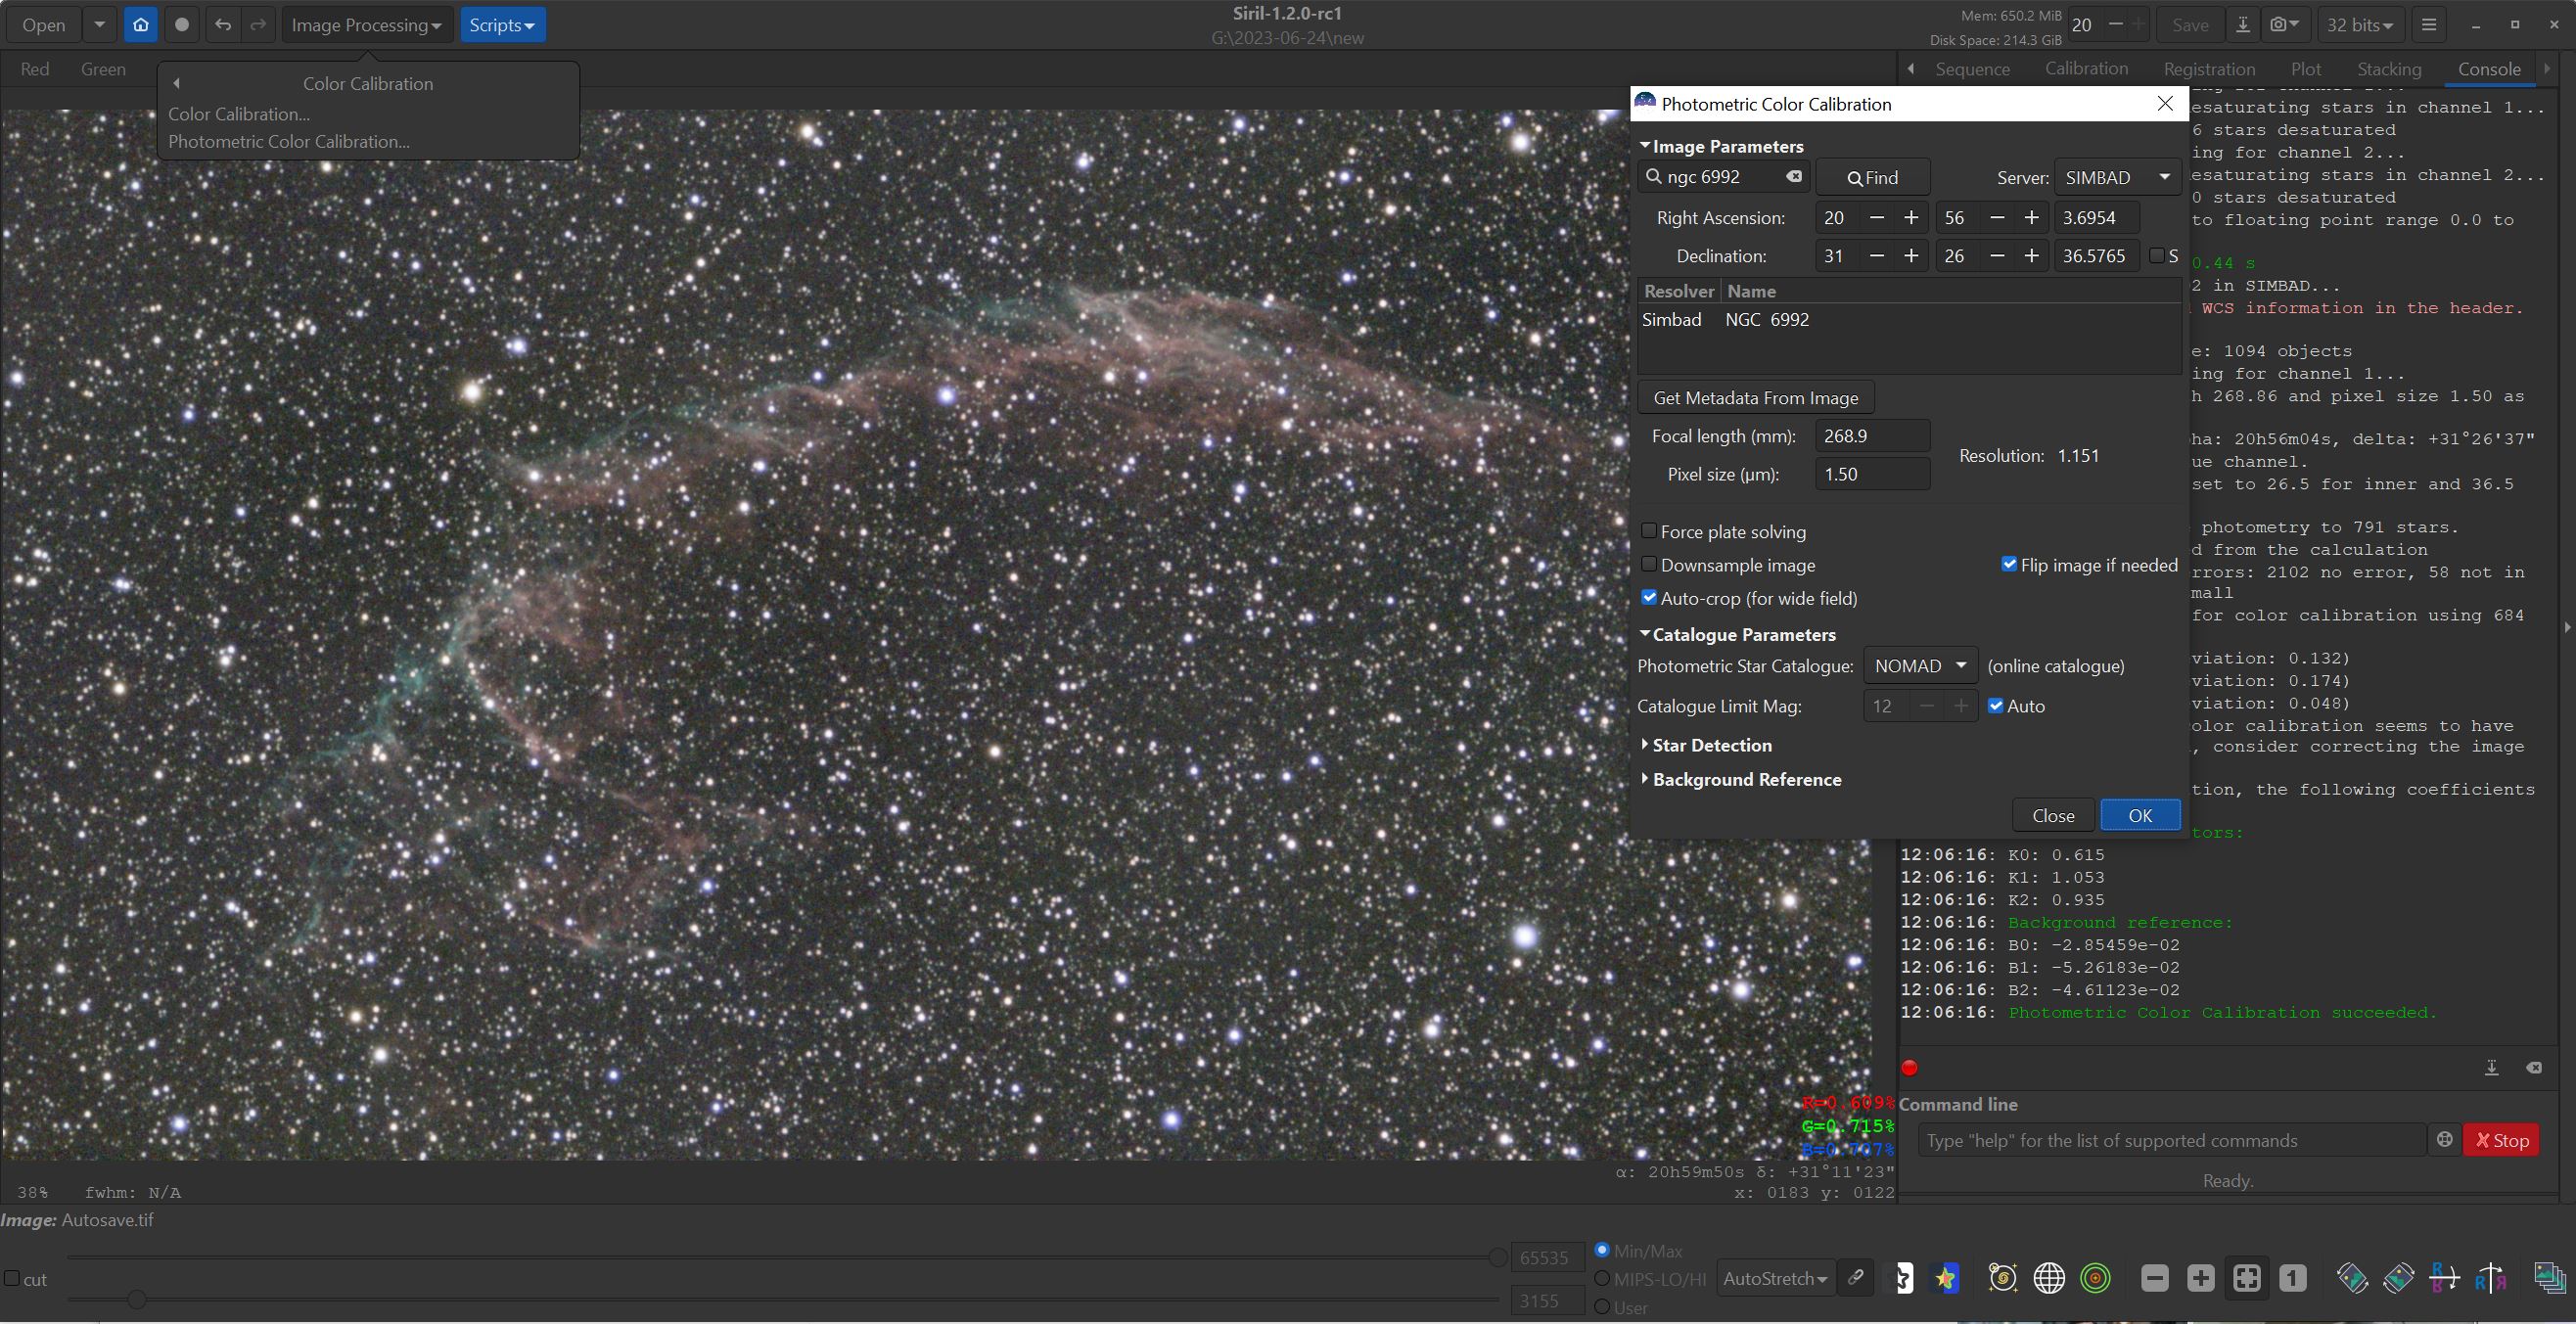 Open
Image Processing
Scripts
Siril-1.2.0-rc1
G:\2023-06-24\new
Mem: 650.2 MiB
Disk Space: 214.3 GiB
20
Save
32 bits
Red
Green
Color Calibration
Color Calibration...
Photometric Color Calibration...
Sequence
Calibration
Registration
Plot
Stacking
Console
Photometric Color Calibration
Image Parameters
ngc 6992
Find
Server:
SIMBAD
Right Ascension:
20
56
3.6954
Declination:
31
26
36.5765
S
Resolver
Name
Simbad
NGC 6992
Get Metadata From Image
Focal length (mm):
268.9
Resolution: 1.151
Pixel size (µm):
1.50
Force plate solving
Downsample image
Flip image if needed
Auto-crop (for wide field)
Catalogue Parameters
Photometric Star Catalogue:
NOMAD
(online catalogue)
Catalogue Limit Mag:
12
Auto
Star Detection
Background Reference
Close
OK
esaturating stars in channel 1...
6 stars desaturated
ing for channel 2...
esaturating stars in channel 2...
0 stars desaturated
to floating point range 0.0 to
0.44 s
2 in SIMBAD...
WCS information in the header.
e: 1094 objects
ing for channel 1...
h 268.86 and pixel size 1.50 as
ha: 20h56m04s, delta: +31°26'37"
ue channel.
set to 26.5 for inner and 36.5
photometry to 791 stars.
d from the calculation
rrors: 2102 no error, 58 not in
mall
for color calibration using 684
viation: 0.132)
viation: 0.174)
viation: 0.048)
olor calibration seems to have
, consider correcting the image
tion, the following coefficients
tors:
12:06:16: K0: 0.615
12:06:16: K1: 1.053
12:06:16: K2: 0.935
12:06:16: Background reference:
12:06:16: B0: -2.85459e-02
12:06:16: B1: -5.26183e-02
12:06:16: B2: -4.61123e-02
12:06:16: Photometric Color Calibration succeeded.
Command line
Type "help" for the list of supported commands
Stop
Ready.
R=0.609%
G=0.715%
B=0.707%
α: 20h59m50s δ: +31°11'23"
x: 0183 y: 0122
38%
fwhm: N/A
Image: Autosave.tif
cut
65535
3155
Min/Max
MIPS-LO/HI
User
AutoStretch
1